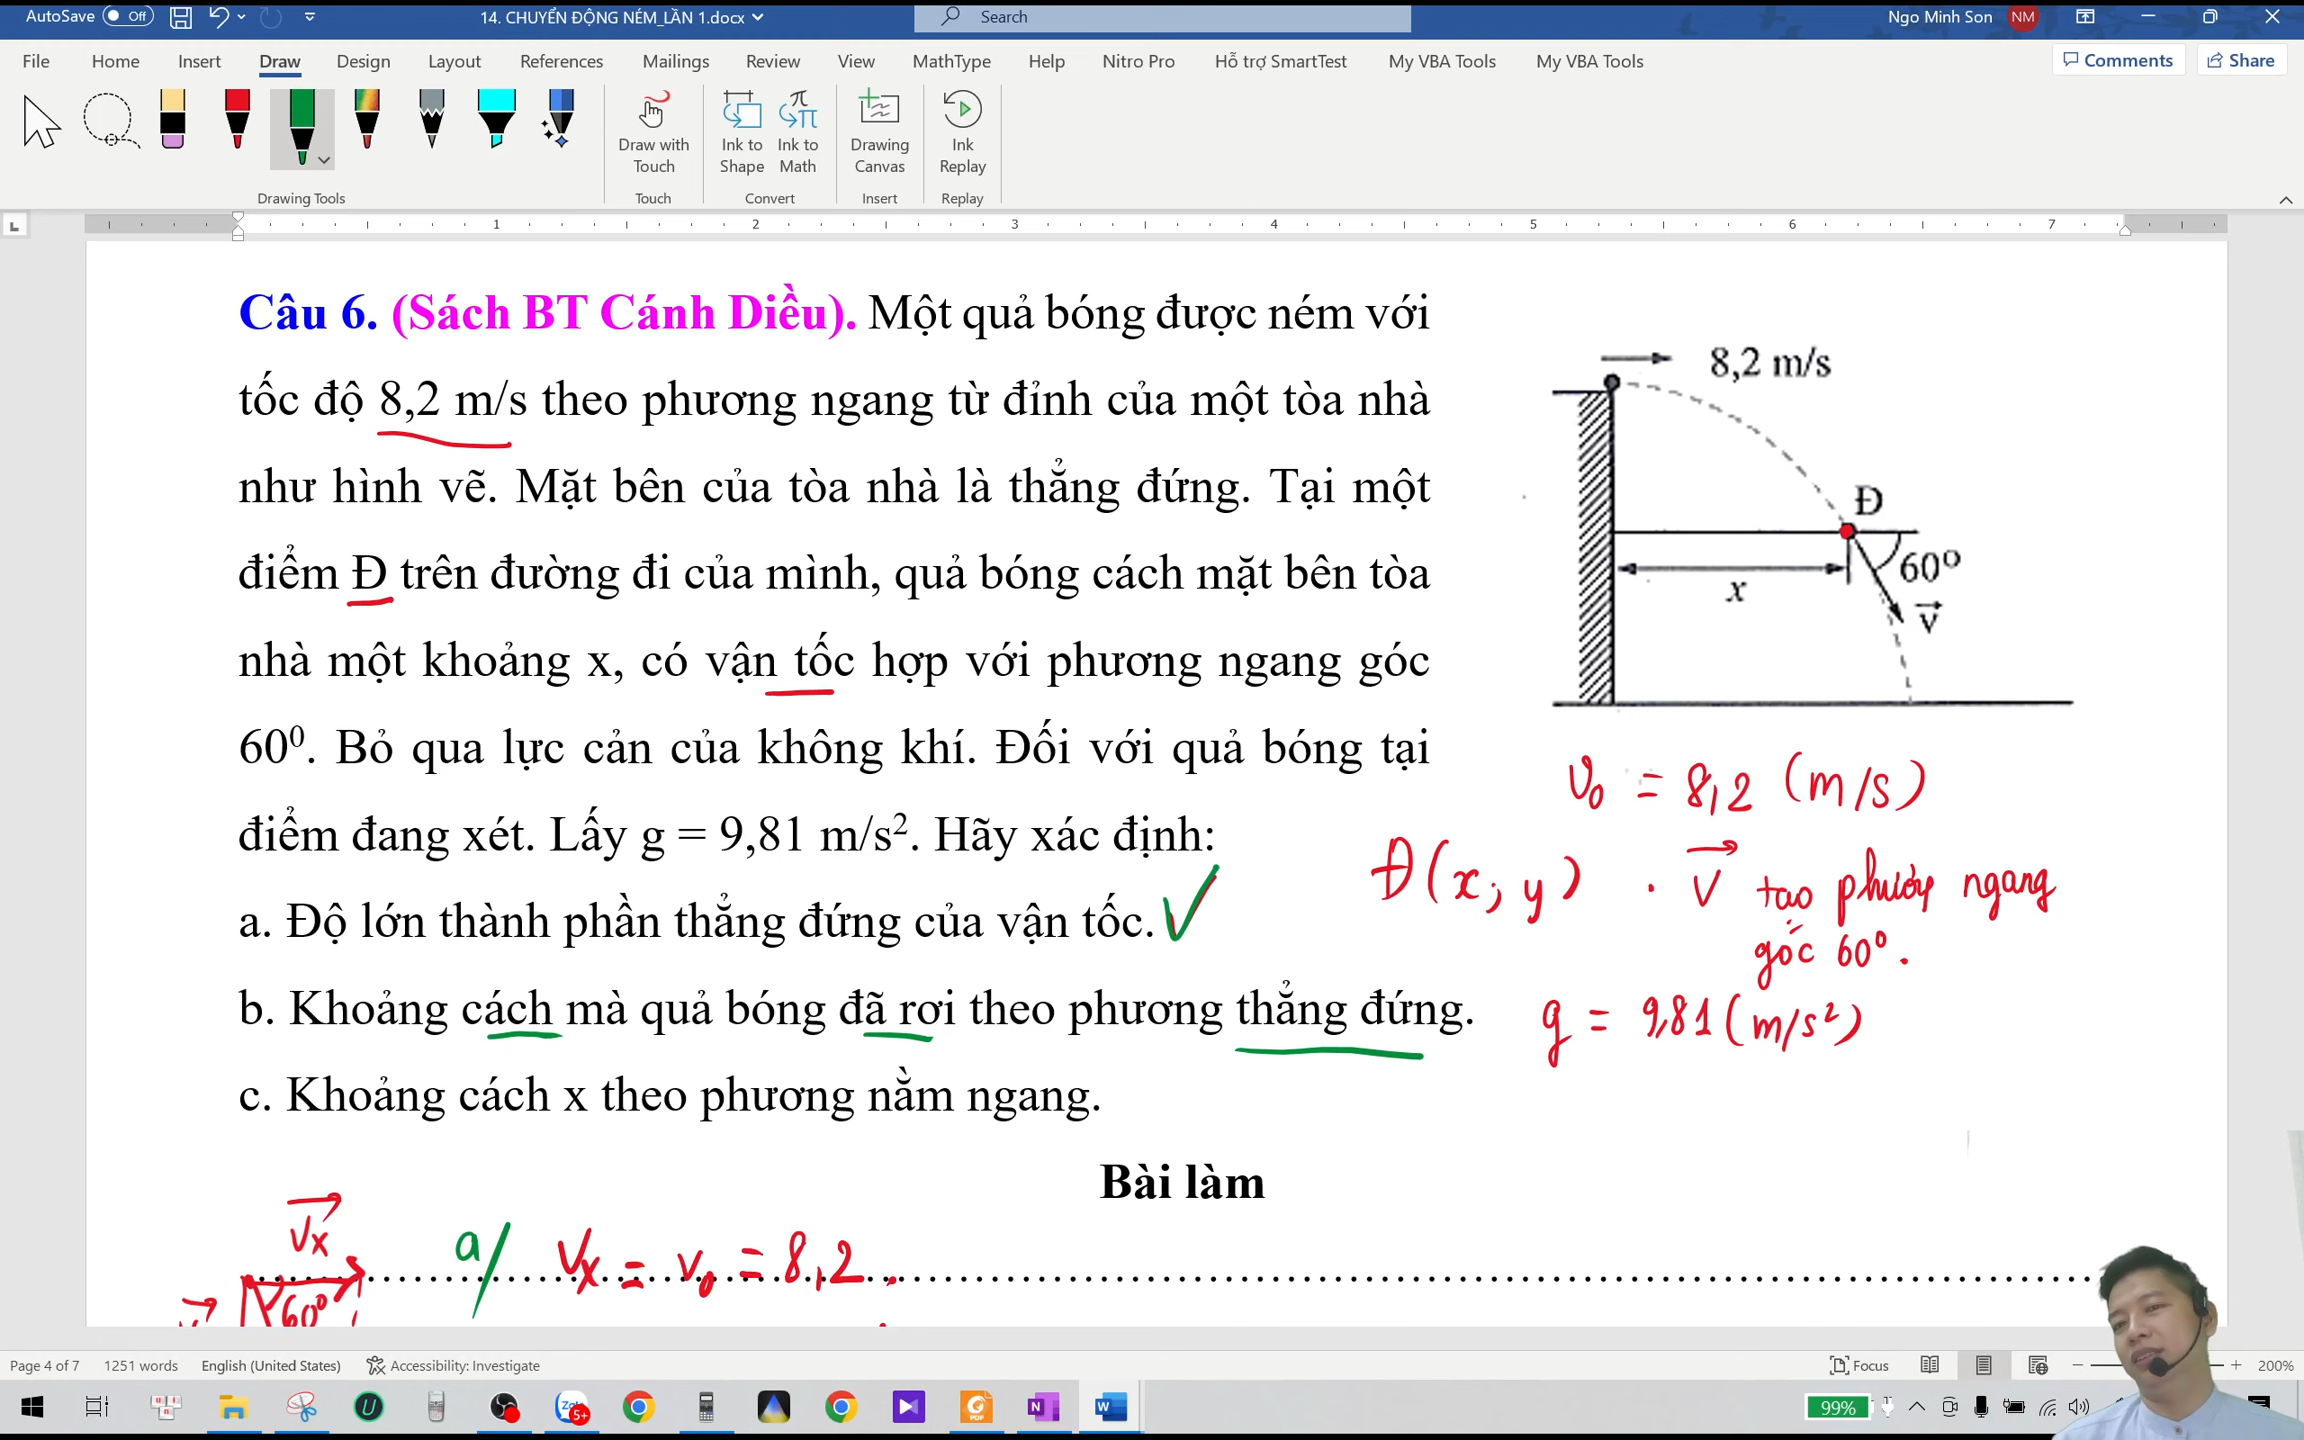 AutoSave Off 14. CHUYỂN ĐỘNG NÉM_LẦN 1.docx Search Ngo Minh Son NM
File Home Insert Draw Design Layout References Mailings Review View MathType Help Nitro Pro Hỗ trợ SmartTest My VBA Tools My VBA Tools Comments Share
Draw with Touch Ink to Shape Ink to Math Drawing Canvas Ink Replay
Drawing Tools Touch Convert Insert Replay
1 2 3 4 5 6 7
Câu 6. (Sách BT Cánh Diều). Một quả bóng được ném với
tốc độ 8,2 m/s theo phương ngang từ đỉnh của một tòa nhà
như hình vẽ. Mặt bên của tòa nhà là thẳng đứng. Tại một
điểm Đ trên đường đi của mình, quả bóng cách mặt bên tòa
nhà một khoảng x, có vận tốc hợp với phương ngang góc
60⁰. Bỏ qua lực cản của không khí. Đối với quả bóng tại
điểm đang xét. Lấy g = 9,81 m/s². Hãy xác định:
a. Độ lớn thành phần thẳng đứng của vận tốc.
b. Khoảng cách mà quả bóng đã rơi theo phương thẳng đứng.
c. Khoảng cách x theo phương nằm ngang.
8,2 m/s
Đ
60⁰
x
v
v₀ = 8,2 (m/s)
Đ(x; y) . v tạo phương ngang
góc 60⁰.
g = 9,81 (m/s²)
Bài làm
vx
a/ vx = v₀ = 8,2.
60⁰
Page 4 of 7 1251 words English (United States) Accessibility: Investigate Focus 200%
99%